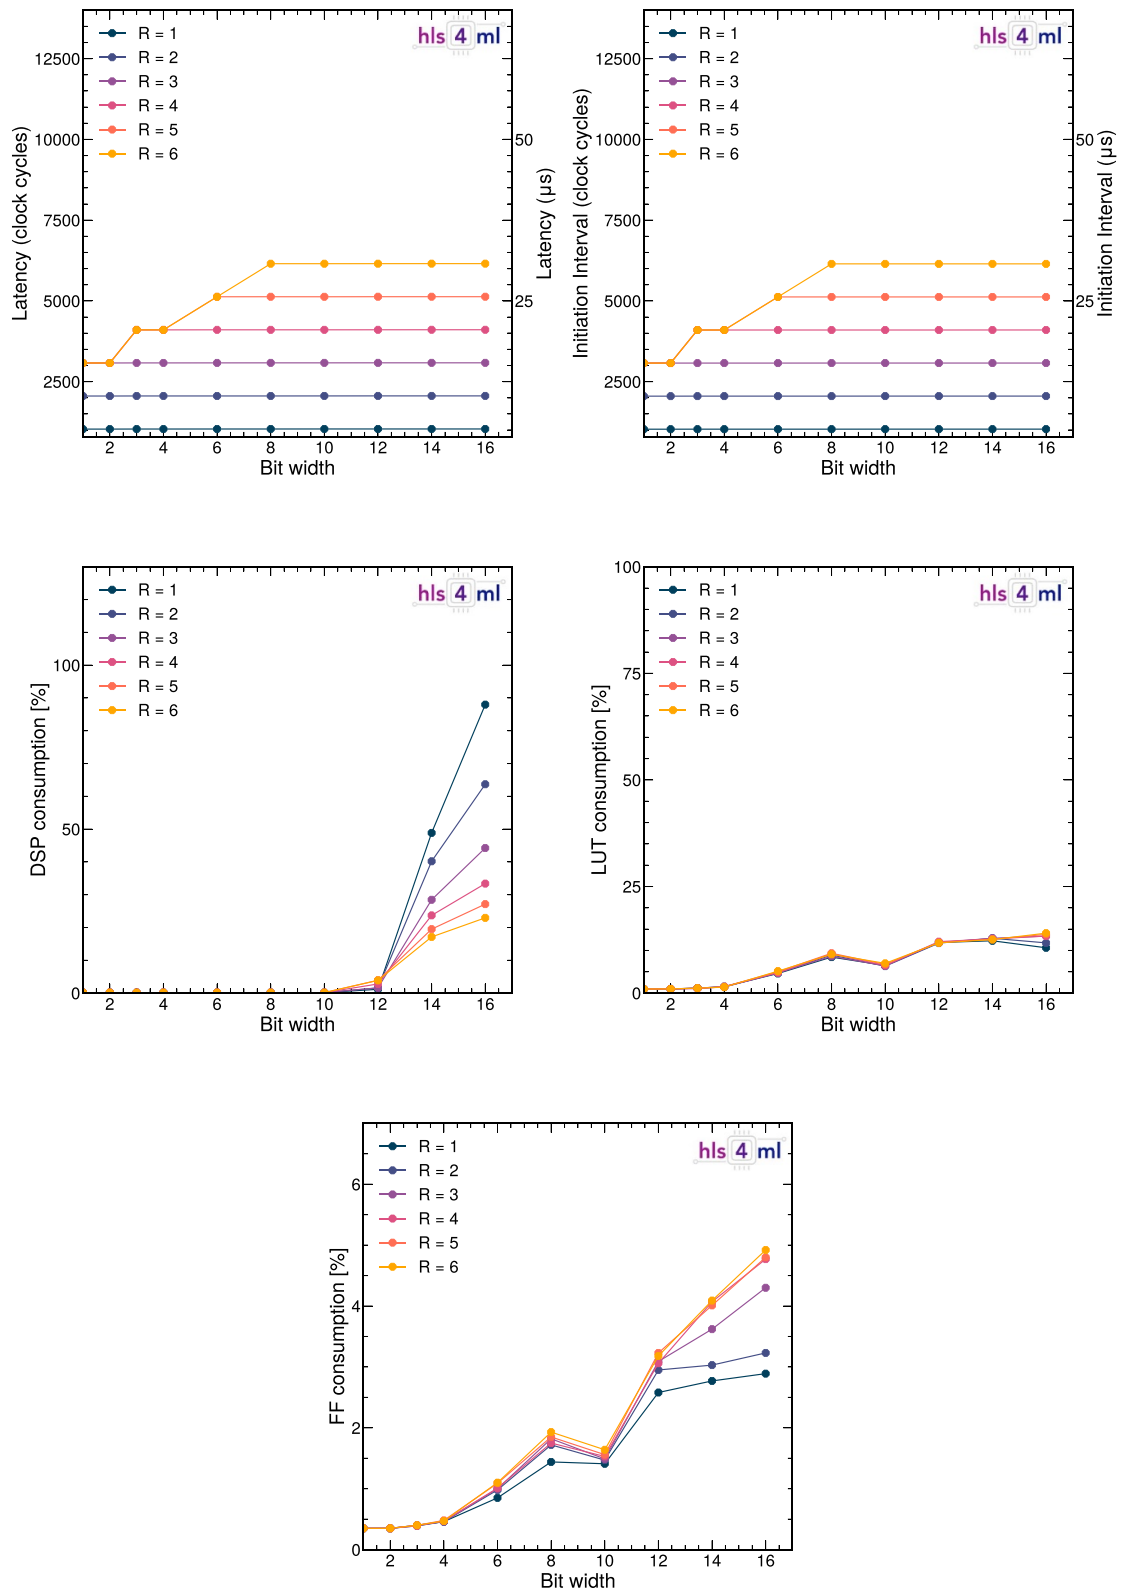 R = 1
R = 2
R = 3
R = 4
R = 5
R = 6
hls 4 ml
12500
10000
7500
5000
2500
50
25
2 4 6 8 10 12 14 16
Latency (clock cycles)
Latency (µs)
Bit width
R = 1
R = 2
R = 3
R = 4
R = 5
R = 6
hls 4 ml
12500
10000
7500
5000
2500
50
25
2 4 6 8 10 12 14 16
Initiation Interval (clock cycles)
Initiation Interval (µs)
Bit width
R = 1
R = 2
R = 3
R = 4
R = 5
R = 6
hls 4 ml
100
50
0
2 4 6 8 10 12 14 16
DSP consumption [%]
Bit width
R = 1
R = 2
R = 3
R = 4
R = 5
R = 6
hls 4 ml
100
75
50
25
0
2 4 6 8 10 12 14 16
LUT consumption [%]
Bit width
R = 1
R = 2
R = 3
R = 4
R = 5
R = 6
hls 4 ml
6
4
2
0
2 4 6 8 10 12 14 16
FF consumption [%]
Bit width